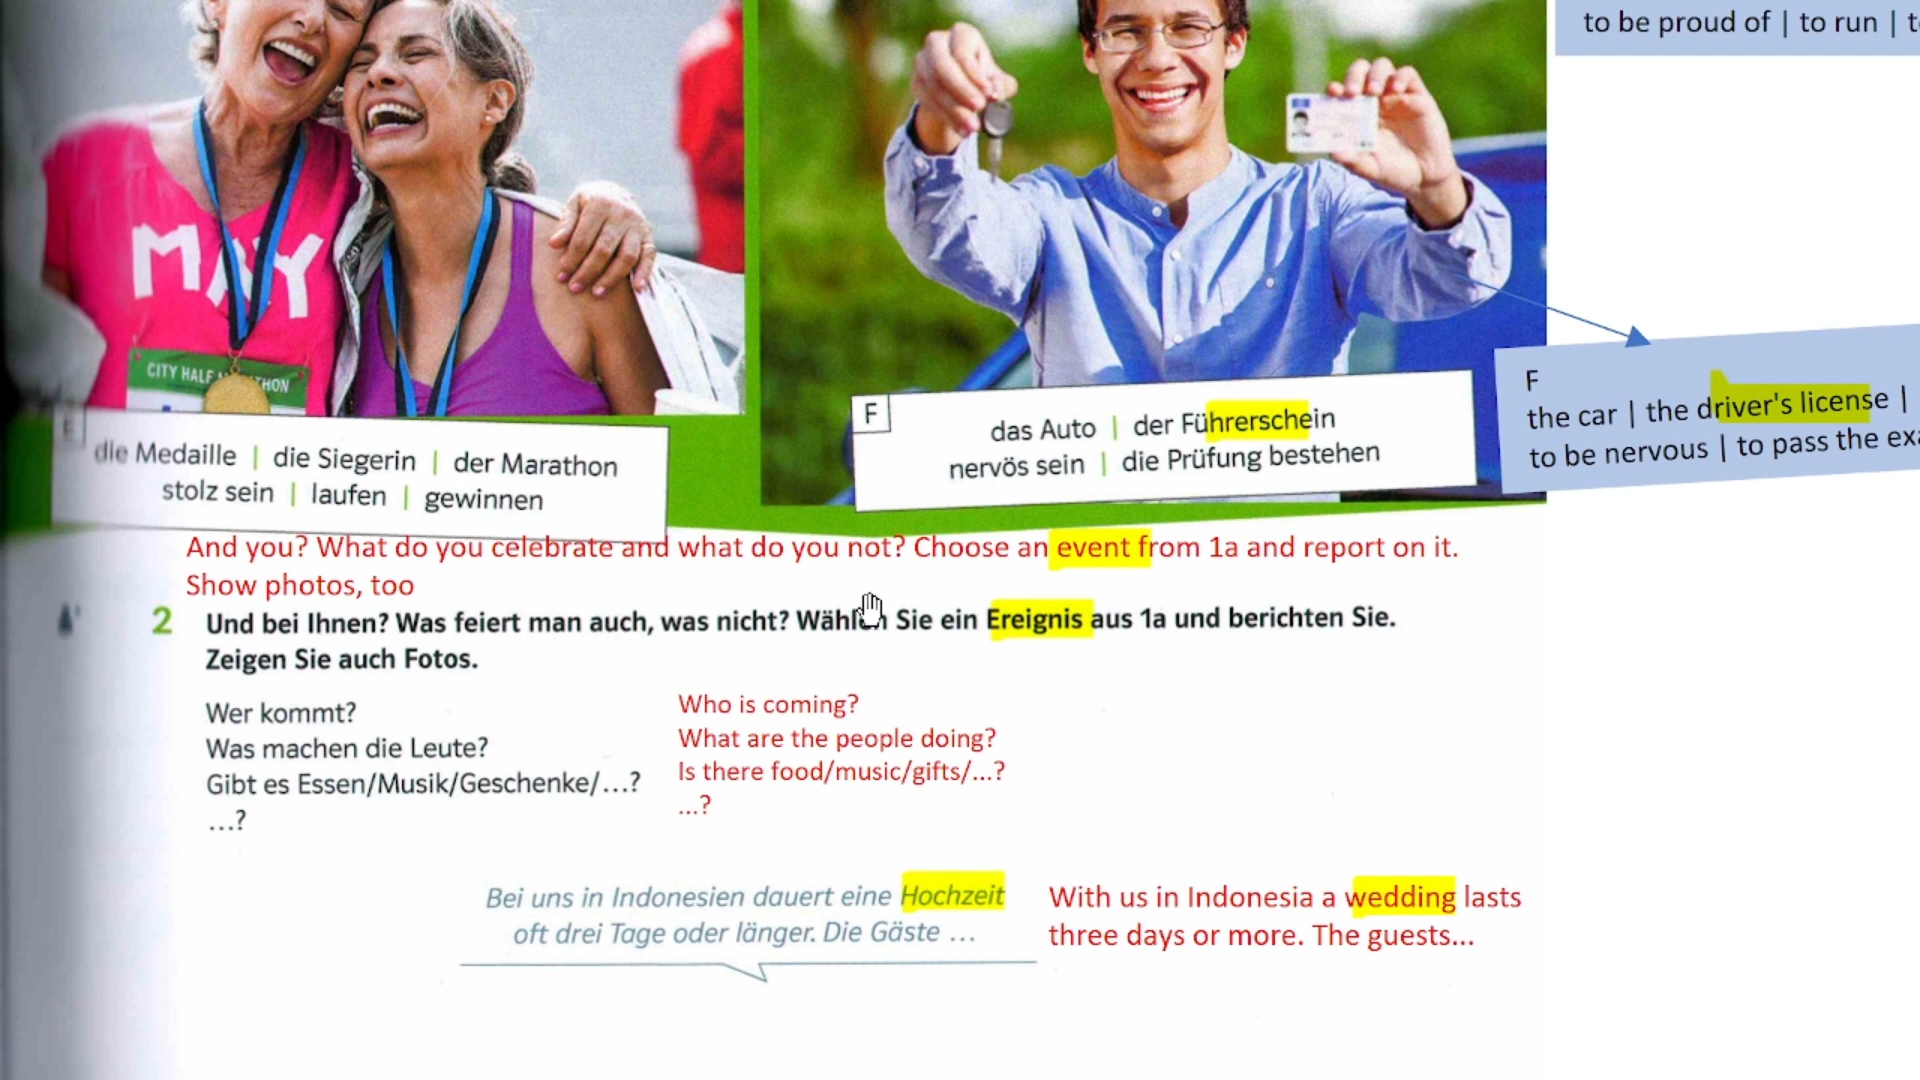 to be proud of | to run |
MAY
CITY HALF
E
die Medaille | die Siegerin | der Marathon
stolz sein | laufen | gewinnen
F
das Auto | der Führerschein
nervös sein | die Prüfung bestehen
F
the car | the driver's license |
to be nervous | to pass the
And you? What do you celebrate and what do you not? Choose an event from 1a and report on it.
Show photos, too
2 Und bei Ihnen? Was feiert man auch, was nicht? Wählen Sie ein Ereignis aus 1a und berichten Sie.
Zeigen Sie auch Fotos.
Wer kommt?
Was machen die Leute?
Gibt es Essen/Musik/Geschenke/…?
…?
Who is coming?
What are the people doing?
Is there food/music/gifts/…?
…?
Bei uns in Indonesien dauert eine Hochzeit
oft drei Tage oder länger. Die Gäste …
With us in Indonesia a wedding lasts
three days or more. The guests…